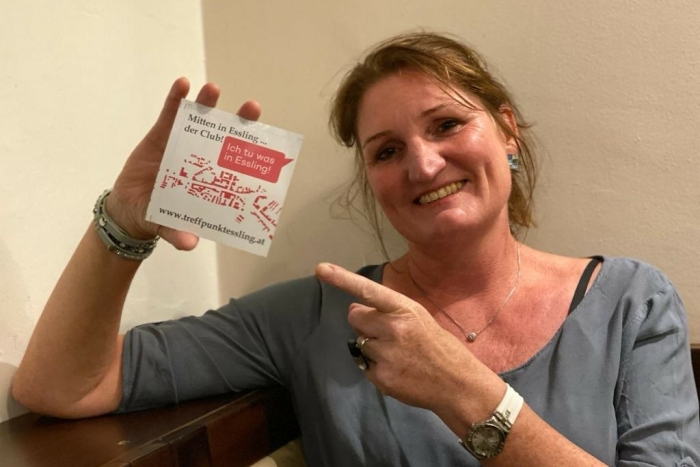 Mitten in Essling ...
der Club!
Ich tu was
in Essling!
www.treffpunktessling.at